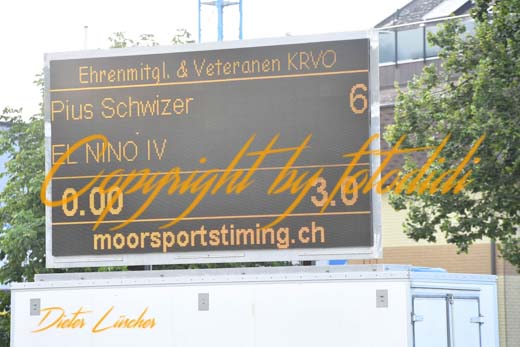 Ehrenmitgl. & Veteranen KRVO
Pius Schwizer 6
EL NINO IV
Copyright by fotodidi
0.00 3.6
moorsportstiming.ch
Dieter Lüscher